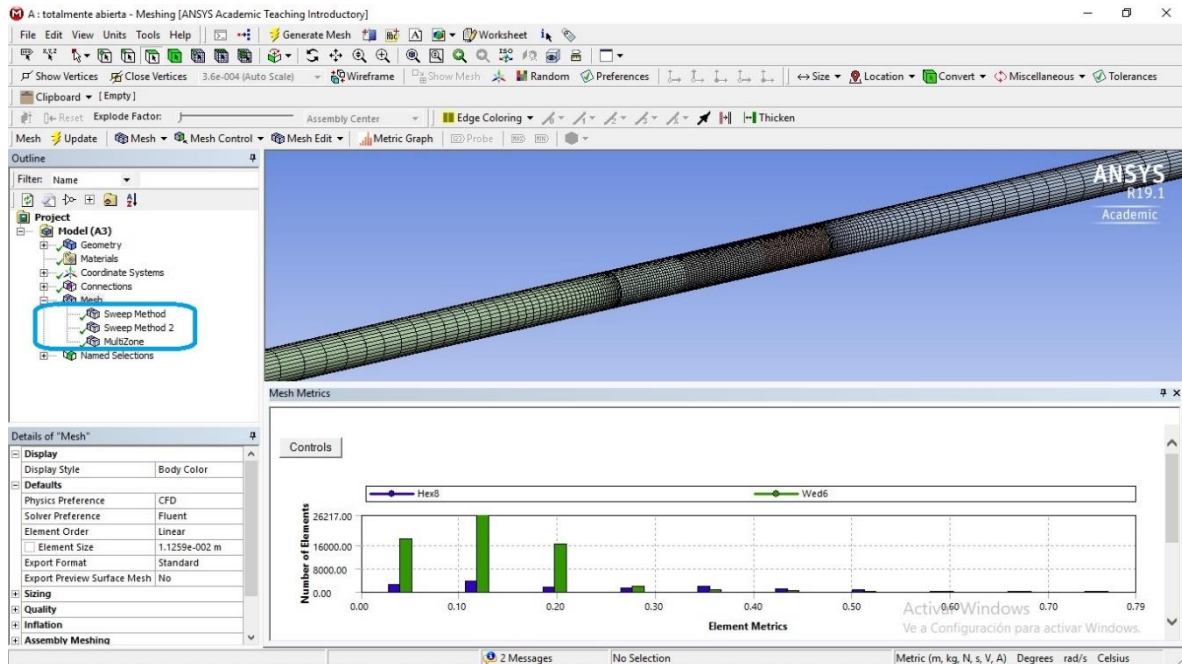 A : totalmente abierta - Meshing [ANSYS Academic Teaching Introductory]
File Edit View Units Tools Help Generate Mesh Worksheet
Show Vertices Close Vertices 3.6e-004 (Auto Scale) Wireframe Show Mesh Random Preferences Size Location Convert Miscellaneous Tolerances
Clipboard [Empty]
Reset Explode Factor: Assembly Center Edge Coloring Thicken
Mesh Update Mesh Mesh Control Mesh Edit Metric Graph Probe
Outline
Filter: Name
Project
Model (A3)
Geometry
Materials
Coordinate Systems
Connections
Mesh
Sweep Method
Sweep Method 2
MultiZone
Named Selections
ANSYS
R19.1
Academic
Details of "Mesh"
Display
Display Style Body Color
Defaults
Physics Preference CFD
Solver Preference Fluent
Element Order Linear
Element Size 1.1259e-002 m
Export Format Standard
Export Preview Surface Mesh No
Sizing
Quality
Inflation
Assembly Meshing
Mesh Metrics
Controls
Hex8 Wed6
Number of Elements
26217.00
16000.00
8000.00
0.00
0.00 0.10 0.20 0.30 0.40 0.50 0.60 0.70 0.79
Element Metrics
Activar Windows
Ve a Configuración para activar Windows.
2 Messages No Selection Metric (m, kg, N, s, V, A) Degrees rad/s Celsius